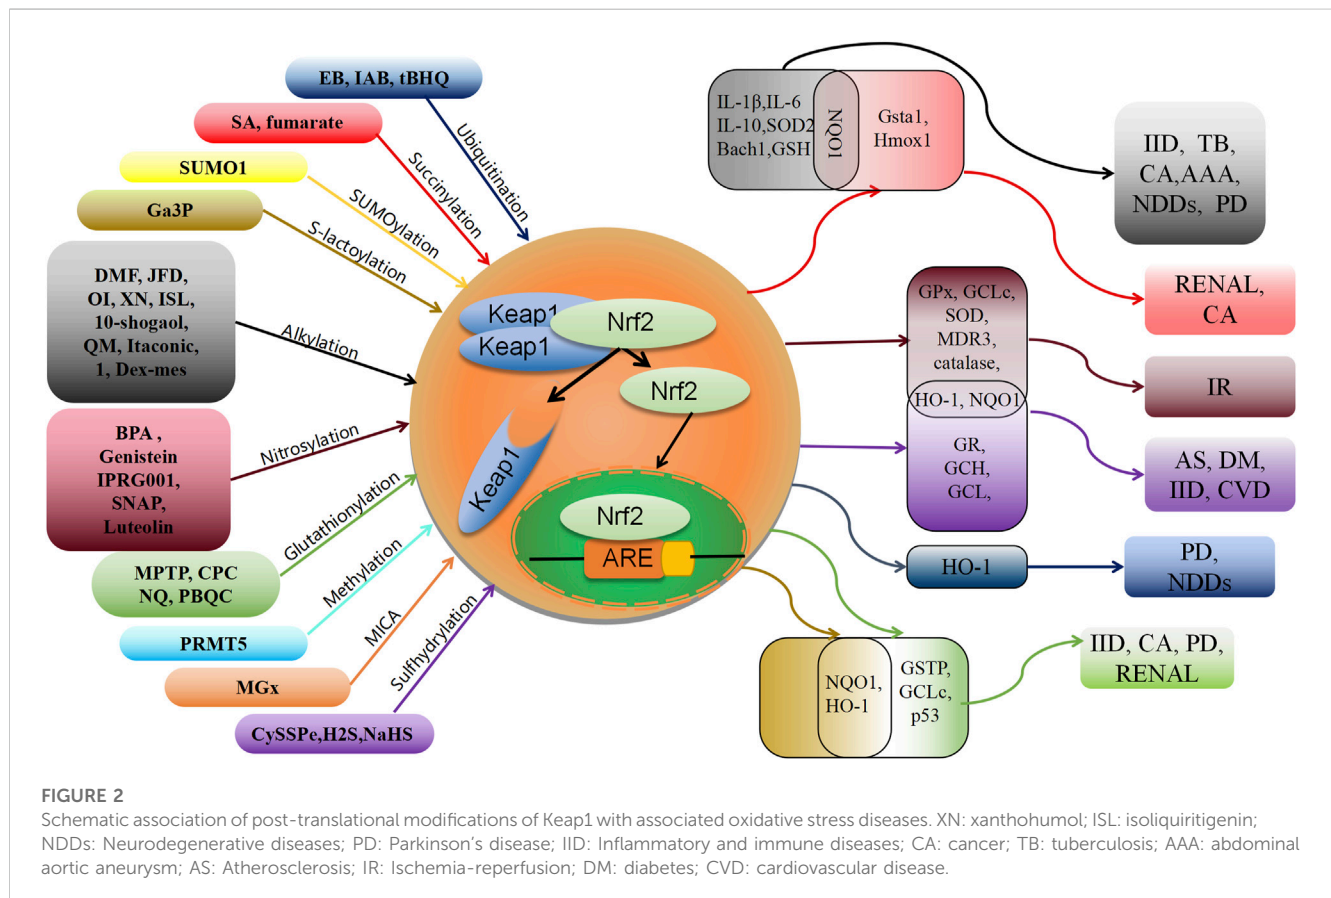 EB, IAB, tBHQ
SA, fumarate
SUMO1
Ga3P
DMF, JFD,
OI, XN, ISL,
10-shogaol,
QM, Itaconic,
1, Dex-mes
BPA ,
Genistein
IPRG001,
SNAP,
Luteolin
MPTP, CPC
NQ, PBQC
PRMT5
MGx
CySSPe,H2S,NaHS
Ubiquitination
Succinylation
SUMOylation
S-lactoylation
Alkylation
Nitrosylation
Glutathionylation
Methylation
MICA
Sulfhydrylation
Keap1
Keap1
Nrf2
Nrf2
Keap1
Nrf2
ARE
IL-1β,IL-6
IL-10,SOD2
Bach1,GSH
NQO1
Gsta1,
Hmox1
GPx, GCLc,
SOD,
MDR3,
catalase,
HO-1, NQO1
GR,
GCH,
GCL,
HO-1
NQO1,
HO-1
GSTP,
GCLc,
p53
IID, TB,
CA,AAA,
NDDs, PD
RENAL,
CA
IR
AS, DM,
IID, CVD
PD,
NDDs
IID, CA, PD,
RENAL
FIGURE 2
Schematic association of post-translational modifications of Keap1 with associated oxidative stress diseases. XN: xanthohumol; ISL: isoliquiritigenin;
NDDs: Neurodegenerative diseases; PD: Parkinson's disease; IID: Inflammatory and immune diseases; CA: cancer; TB: tuberculosis; AAA: abdominal
aortic aneurysm; AS: Atherosclerosis; IR: Ischemia-reperfusion; DM: diabetes; CVD: cardiovascular disease.